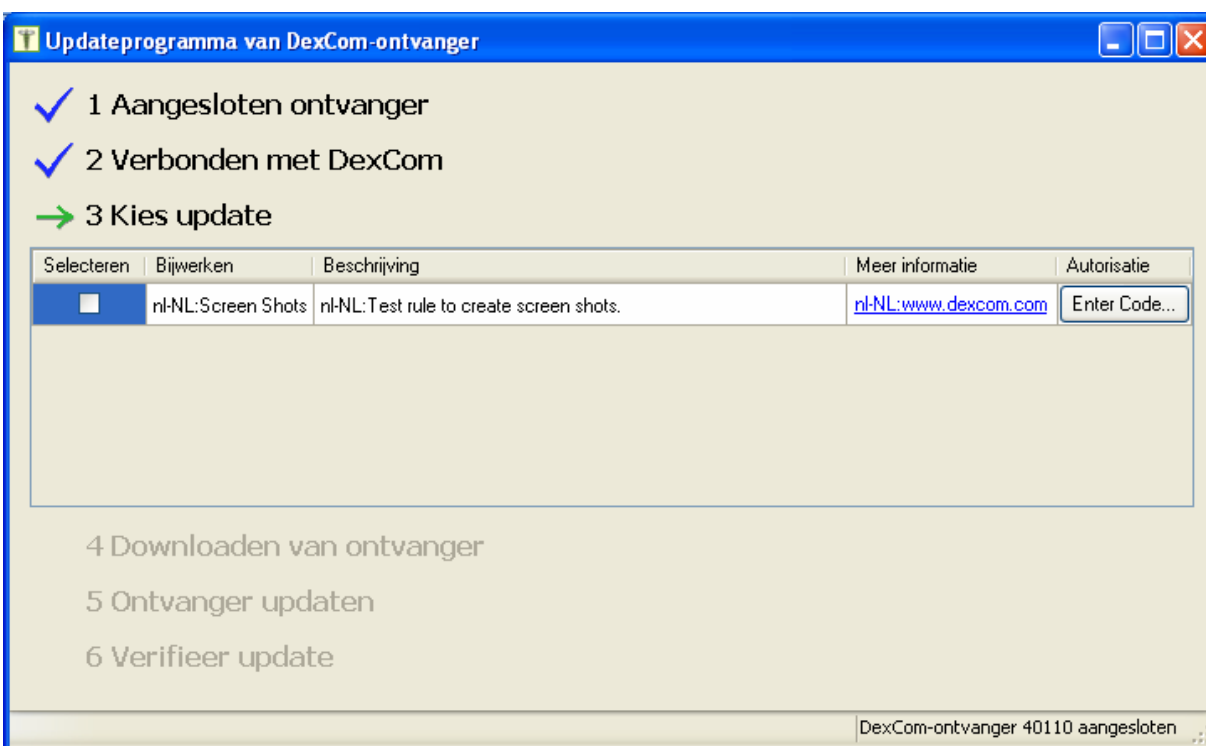 Updateprogramma van DexCom-ontvanger
1 Aangesloten ontvanger
2 Verbonden met DexCom
3 Kies update
Selecteren Bijwerken Beschrijving Meer informatie Autorisatie
nl-NL:Screen Shots nl-NL:Test rule to create screen shots. nl-NL:www.dexcom.com Enter Code...
4 Downloaden van ontvanger
5 Ontvanger updaten
6 Verifieer update
DexCom-ontvanger 40110 aangesloten